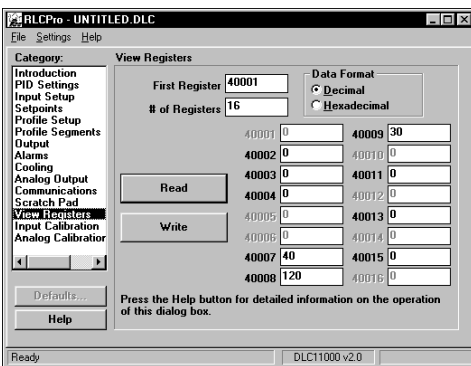 RLCPro - UNTITLED.DLC
File Settings Help
Category:
Introduction
PID Settings
Input Setup
Setpoints
Profile Setup
Profile Segments
Output
Alarms
Cooling
Analog Output
Communications
Scratch Pad
View Registers
Input Calibration
Analog Calibration
Defaults...
Help
View Registers
First Register 40001
# of Registers 16
Data Format
Decimal
Hexadecimal
Read
Write
40001 0
40002 0
40003 0
40004 0
40005 0
40006 0
40007 40
40008 120
40009 30
40010 0
40011 0
40012 0
40013 0
40014 0
40015 0
40016 0
Press the Help button for detailed information on the operation
of this dialog box.
Ready
DLC11000 v2.0